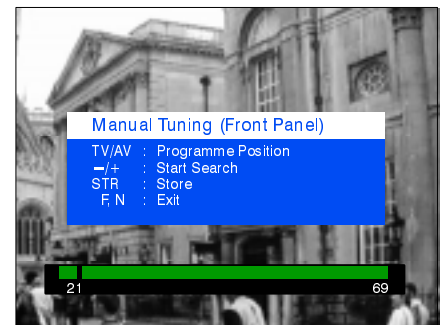 Manual Tuning (Front Panel)
TV/AV : Programme Position
−/+ : Start Search
STR : Store
F, N : Exit
21 69